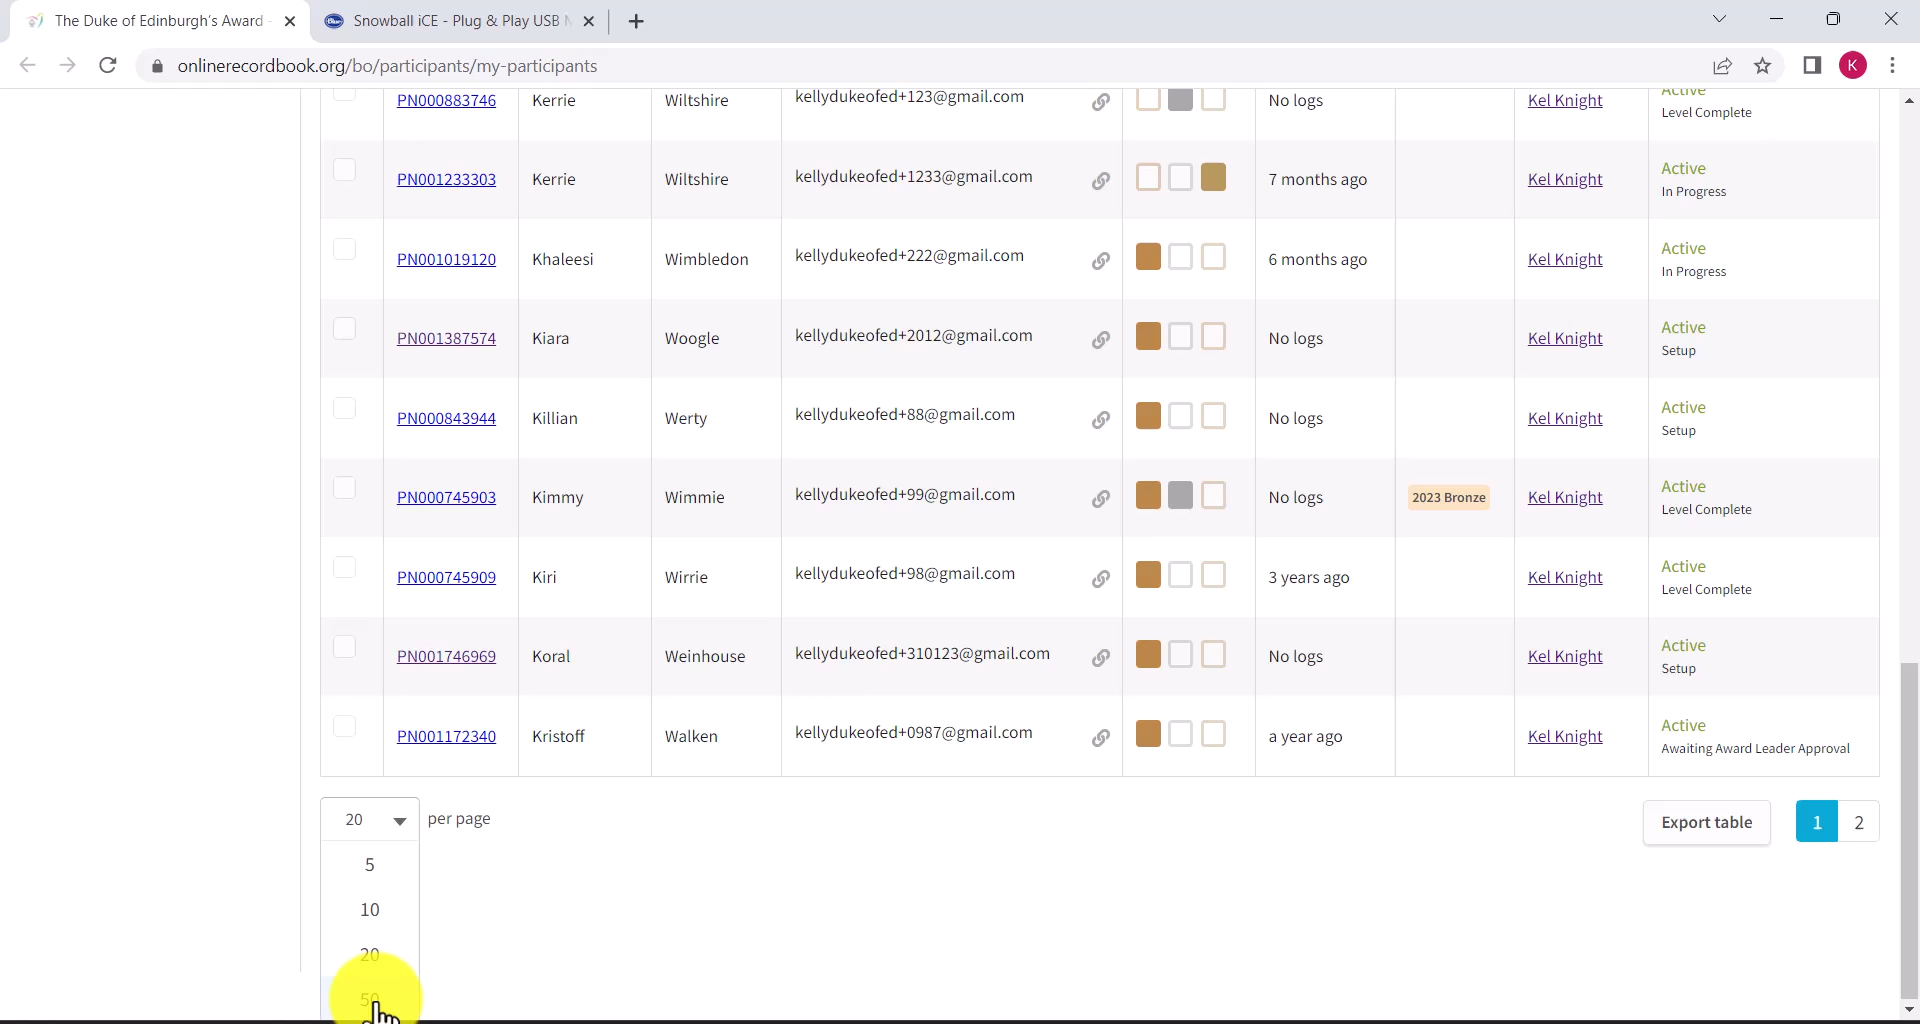 The Duke of Edinburgh's Award -
Snowball iCE - Plug & Play USB
onlinerecordbook.org/bo/participants/my-participants
K
PN000883746 Kerrie Wiltshire kellydukeofed+123@gmail.com No logs Kel Knight Active
Level Complete
PN001233303 Kerrie Wiltshire kellydukeofed+1233@gmail.com 7 months ago Kel Knight Active
In Progress
PN001019120 Khaleesi Wimbledon kellydukeofed+222@gmail.com 6 months ago Kel Knight Active
In Progress
PN001387574 Kiara Woogle kellydukeofed+2012@gmail.com No logs Kel Knight Active
Setup
PN000843944 Killian Werty kellydukeofed+88@gmail.com No logs Kel Knight Active
Setup
PN000745903 Kimmy Wimmie kellydukeofed+99@gmail.com No logs 2023 Bronze Kel Knight Active
Level Complete
PN000745909 Kiri Wirrie kellydukeofed+98@gmail.com 3 years ago Kel Knight Active
Level Complete
PN001746969 Koral Weinhouse kellydukeofed+310123@gmail.com No logs Kel Knight Active
Setup
PN001172340 Kristoff Walken kellydukeofed+0987@gmail.com a year ago Kel Knight Active
Awaiting Award Leader Approval
20 per page Export table 1 2
5
10
20
50